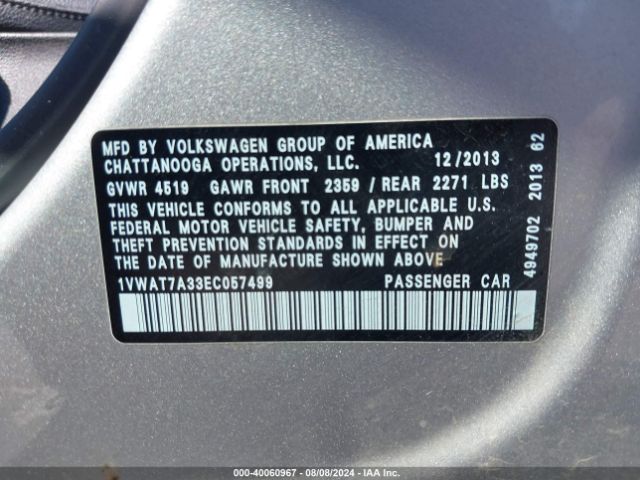 MFD BY VOLKSWAGEN GROUP OF AMERICA
CHATTANOOGA OPERATIONS, LLC. 12/2013
GVWR 4519 GAWR FRONT 2359 / REAR 2271 LBS
THIS VEHICLE CONFORMS TO ALL APPLICABLE U.S.
FEDERAL MOTOR VEHICLE SAFETY, BUMPER AND
THEFT PREVENTION STANDARDS IN EFFECT ON
THE DATE OF MANUFACTURE SHOWN ABOVE
1VWAT7A33EC057499 PASSENGER CAR
4949702 2013 62
000-40060967 - 08/08/2024 - IAA Inc.